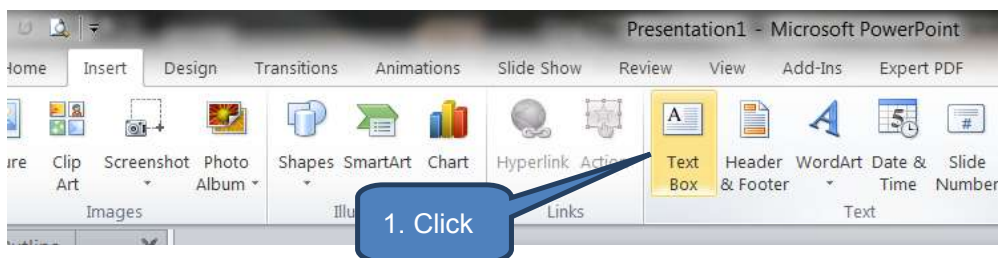 Presentation1 - Microsoft PowerPoint
Home Insert Design Transitions Animations Slide Show Review View Add-Ins Expert PDF
Clip Art Screenshot Photo Album Shapes SmartArt Chart Hyperlink Action Text Box Header & Footer WordArt Date & Time Slide Number
Images Links Text
1. Click